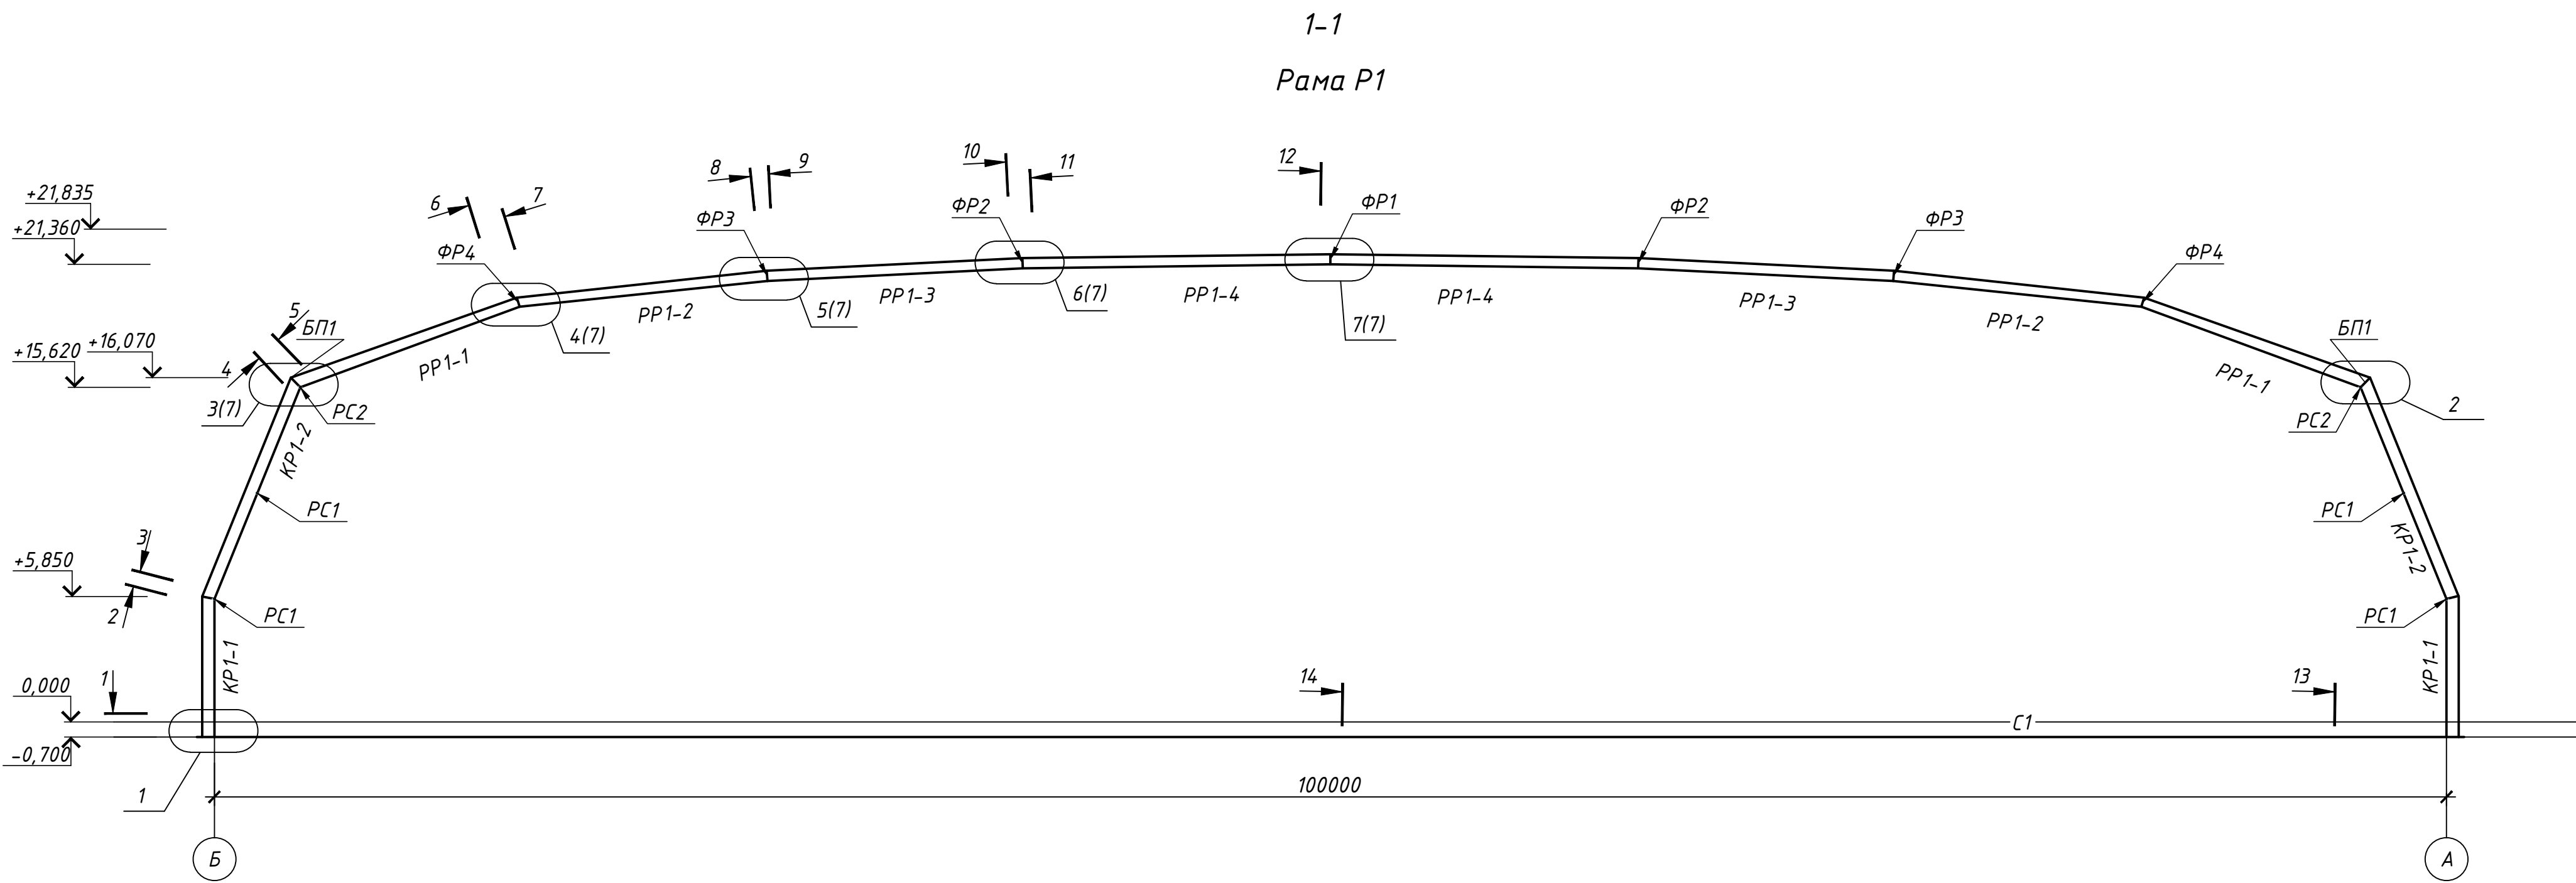 1-1
Рама Р1
10
11
12
8
9
6
7
+21,835
+21,360
ФР4
ФР3
ФР2
ФР1
ФР2
ФР3
ФР4
РР1-2
РР1-3
РР1-4
РР1-4
РР1-3
РР1-2
4(7)
5(7)
6(7)
7(7)
5
БП1
БП1
+16,070
+15,620
4
РР1-1
РР1-1
3(7)
РС2
РС2
2
КР1-2
РС1
РС1
КР1-2
3
+5,850
2
РС1
РС1
КР1-1
КР1-1
1
0,000
14
13
С1
-0,700
1
100000
Б
А